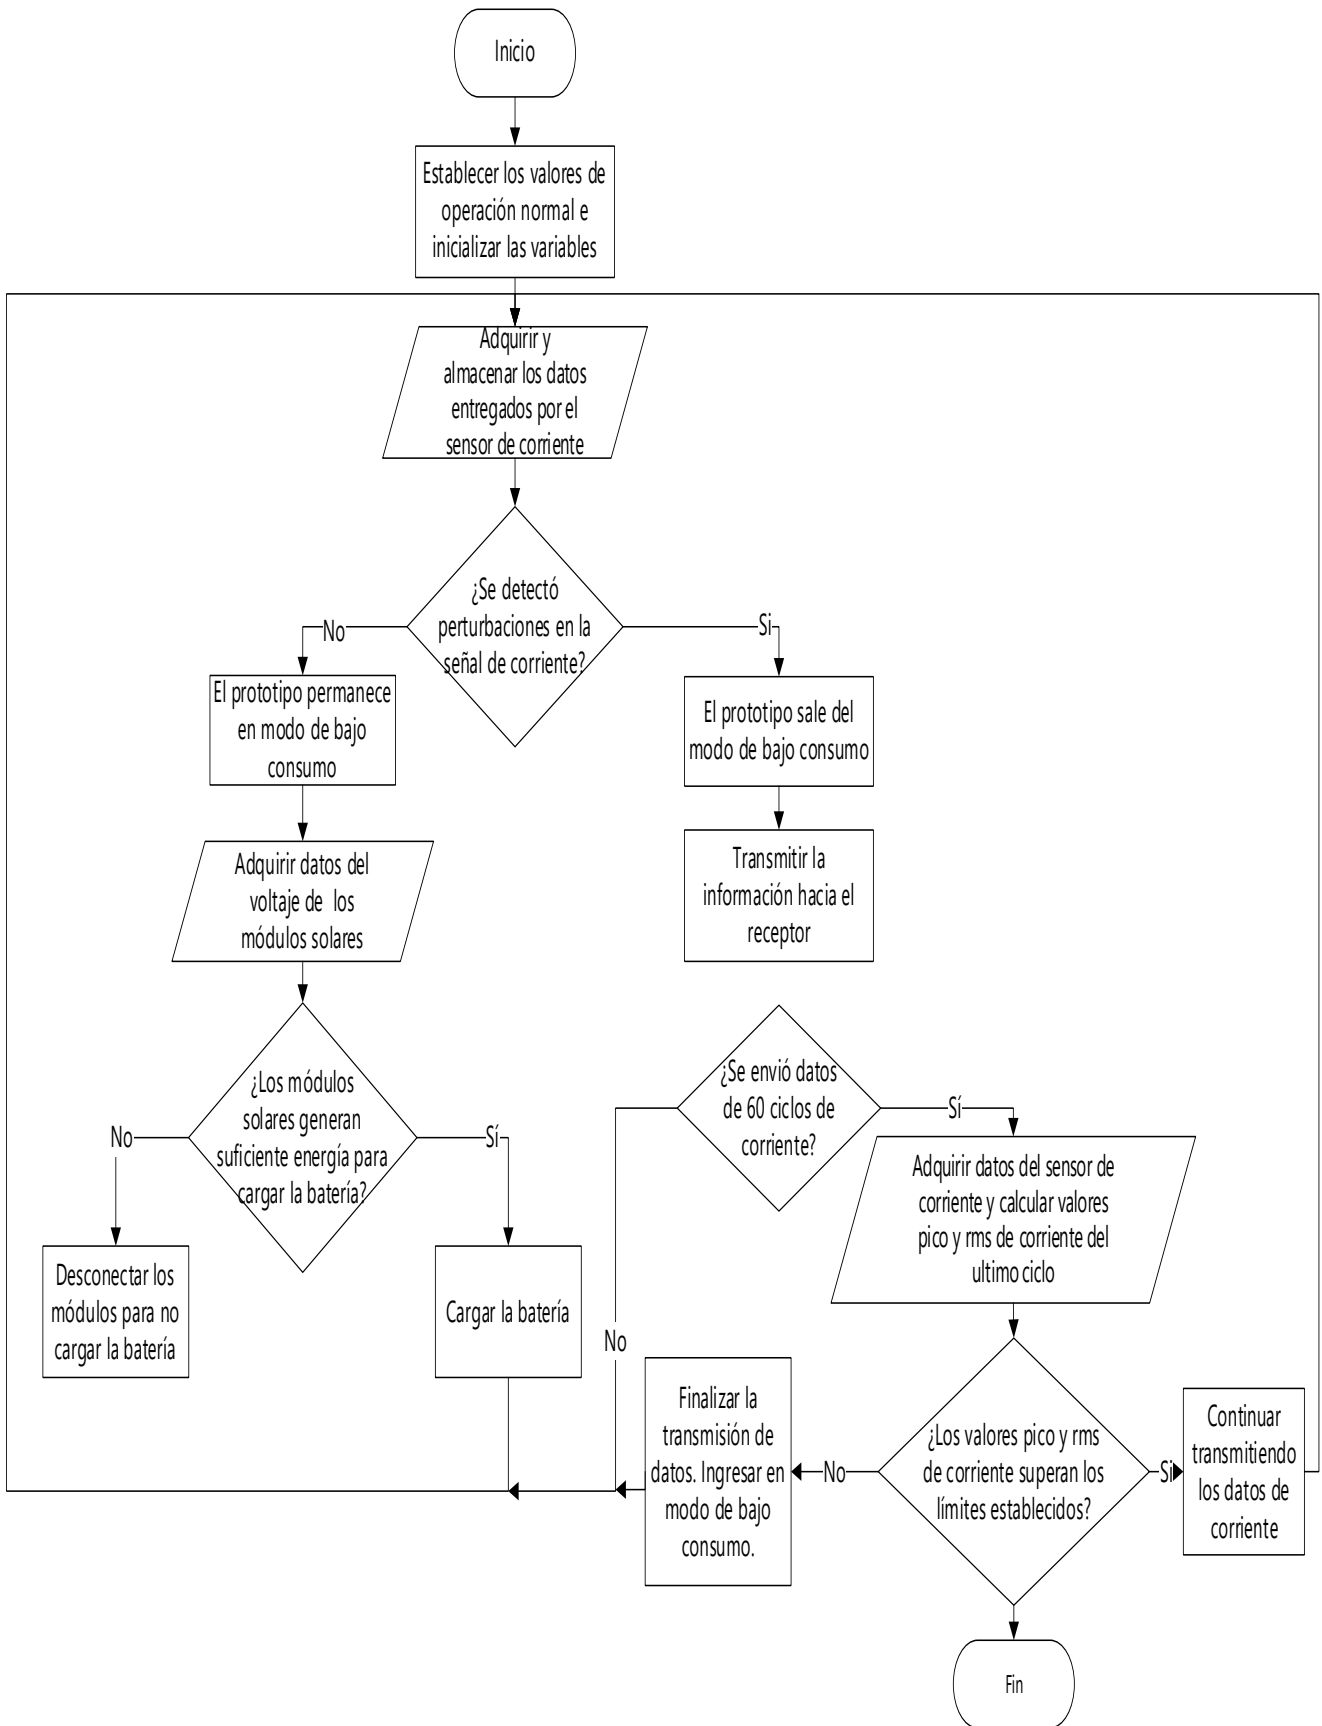 Inicio
Establecer los valores de
operación normal e
inicializar las variables
Adquirir y
almacenar los datos
entregados por el
sensor de corriente
¿Se detectó
perturbaciones en la
señal de corriente?
No
Si
El prototipo permanece
en modo de bajo
consumo
El prototipo sale del
modo de bajo consumo
Adquirir datos del
voltaje de los
módulos solares
Transmitir la
información hacia el
receptor
¿Los módulos
solares generan
suficiente energía para
cargar la batería?
No
Sí
¿Se envió datos
de 60 ciclos de
corriente?
Sí
No
Desconectar los
módulos para no
cargar la batería
Cargar la batería
Adquirir datos del sensor de
corriente y calcular valores
pico y rms de corriente del
ultimo ciclo
Finalizar la
transmisión de
datos. Ingresar en
modo de bajo
consumo.
No
¿Los valores pico y rms
de corriente superan los
límites establecidos?
Si
Continuar
transmitiendo
los datos de
corriente
Fin